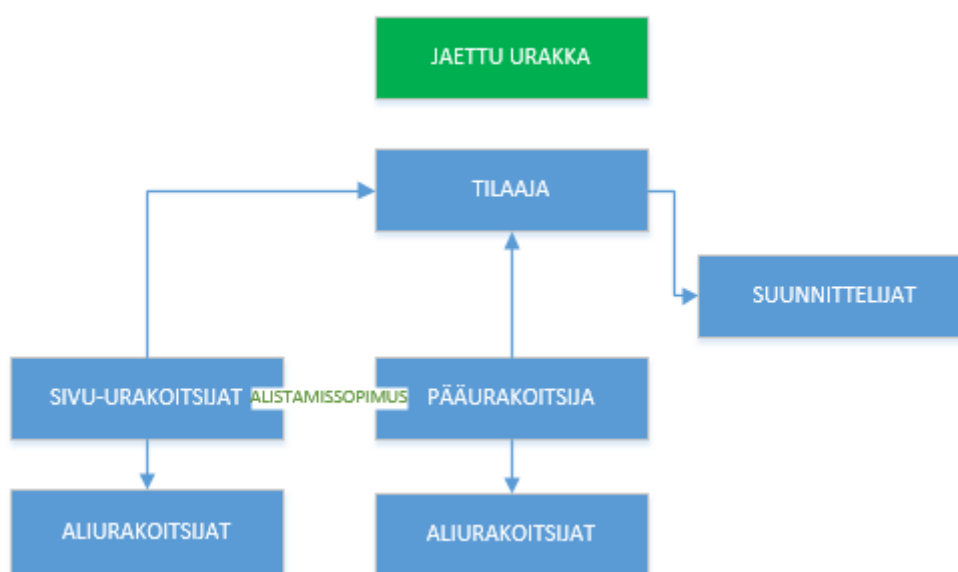 JAETTU URAKKA
TILAAJA
SUUNNITTELIJAT
SIVU-URAKOITSIJAT
ALISTAMISSOPIMUS
PÄÄURAKOITSIJA
ALIURAKOITSIJAT
ALIURAKOITSIJAT